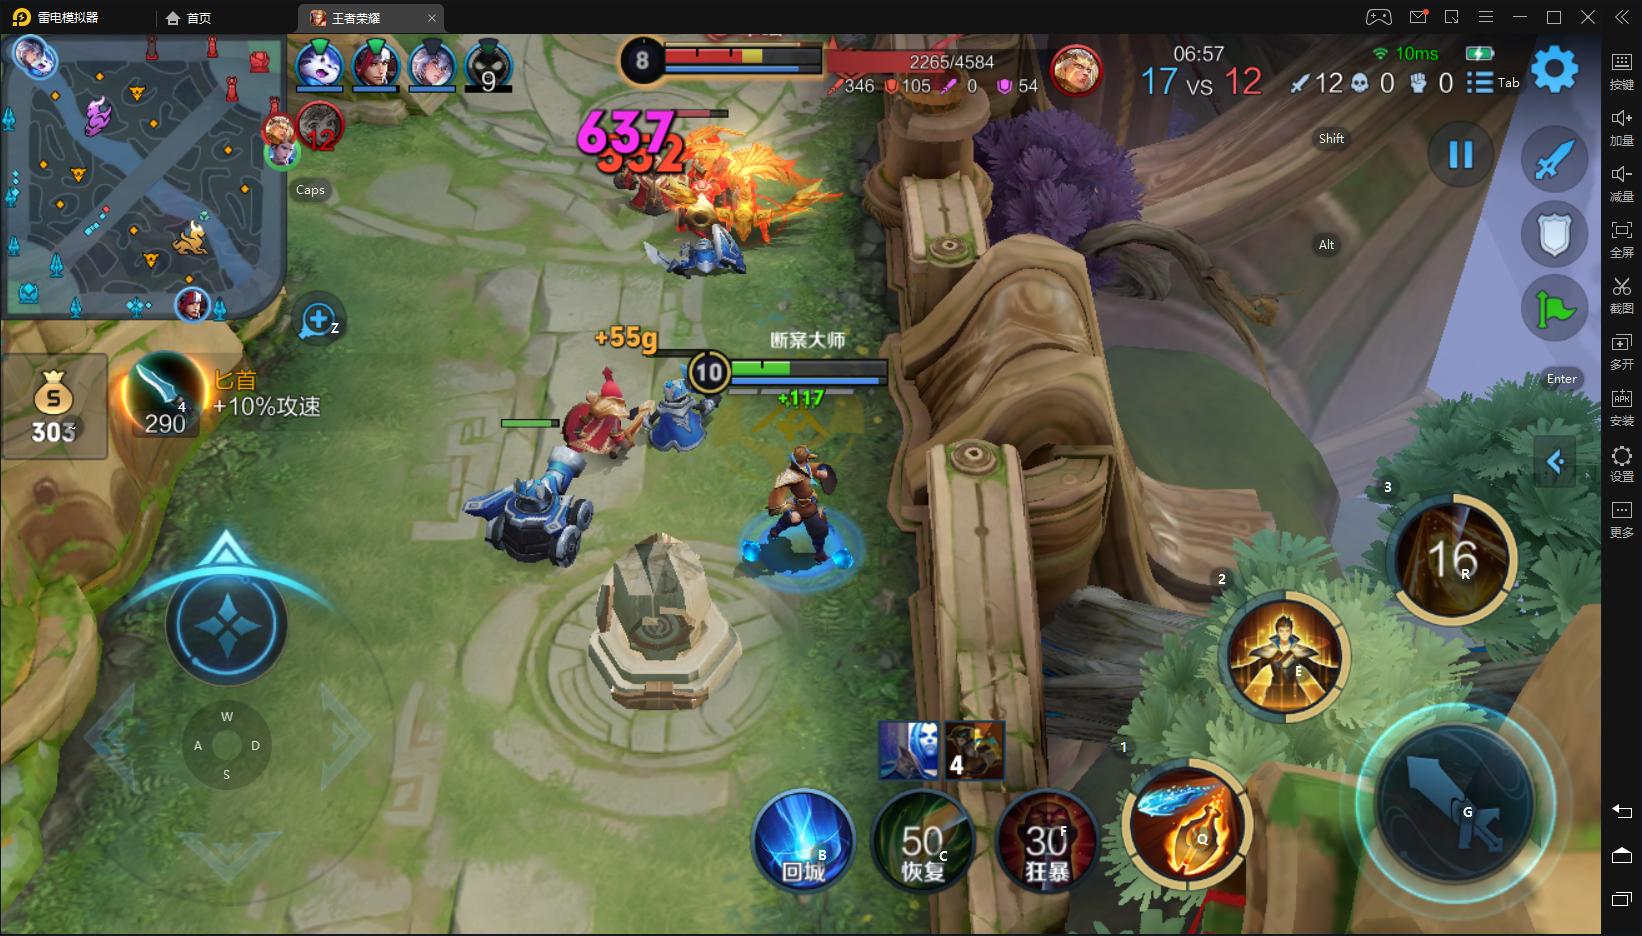 雷电模拟器
首页
王者荣耀
8
2265/4584
346 105 0 54
06:57
10ms
17 VS 12
12 0 0
Tab
9
12
637
332
Caps
Shift
Alt
Z
Enter
+55g
断案大师
10
+117
匕首
+10%攻速
4
290
W
A D
S
3
16
R
2
E
1
Q
G
4
B
回城
50
C
恢复
30
F
狂暴
按键
加量
减量
全屏
截图
多开
APK
安装
设置
更多